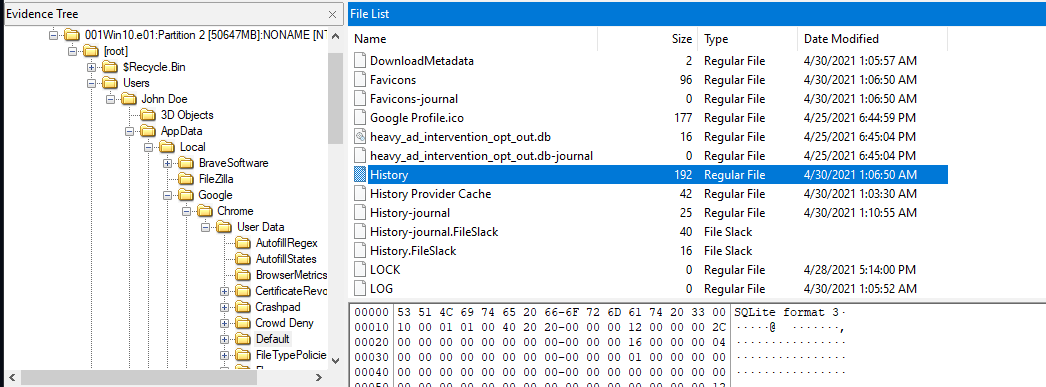 Evidence Tree
001Win10.e01:Partition 2 [50647MB]:NONAME [NT
[root]
$Recycle.Bin
Users
John Doe
3D Objects
AppData
Local
BraveSoftware
FileZilla
Google
Chrome
User Data
AutofillRegex
AutofillStates
BrowserMetrics
CertificateRevo
Crashpad
Crowd Deny
Default
FileTypePolicie
File List
Name Size Type Date Modified
DownloadMetadata 2 Regular File 4/30/2021 1:05:57 AM
Favicons 96 Regular File 4/30/2021 1:06:50 AM
Favicons-journal 0 Regular File 4/30/2021 1:06:50 AM
Google Profile.ico 177 Regular File 4/25/2021 6:44:59 PM
heavy_ad_intervention_opt_out.db 16 Regular File 4/25/2021 6:45:04 PM
heavy_ad_intervention_opt_out.db-journal 0 Regular File 4/25/2021 6:45:04 PM
History 192 Regular File 4/30/2021 1:06:50 AM
History Provider Cache 42 Regular File 4/30/2021 1:03:30 AM
History-journal 25 Regular File 4/30/2021 1:10:55 AM
History-journal.FileSlack 40 File Slack
History.FileSlack 16 File Slack
LOCK 0 Regular File 4/28/2021 5:14:00 PM
LOG 0 Regular File 4/30/2021 1:05:52 AM
00000 53 51 4C 69 74 65 20 66-6F 72 6D 61 74 20 33 00 SQLite format 3·
00010 10 00 01 01 00 40 20 20-00 00 00 12 00 00 00 2C ·····@  ·······,
00020 00 00 00 00 00 00 00 00-00 00 00 16 00 00 00 04 ················
00030 00 00 00 00 00 00 00 00-00 00 00 01 00 00 00 00 ················
00040 00 00 00 00 00 00 00 00-00 00 00 00 00 00 00 00 ················